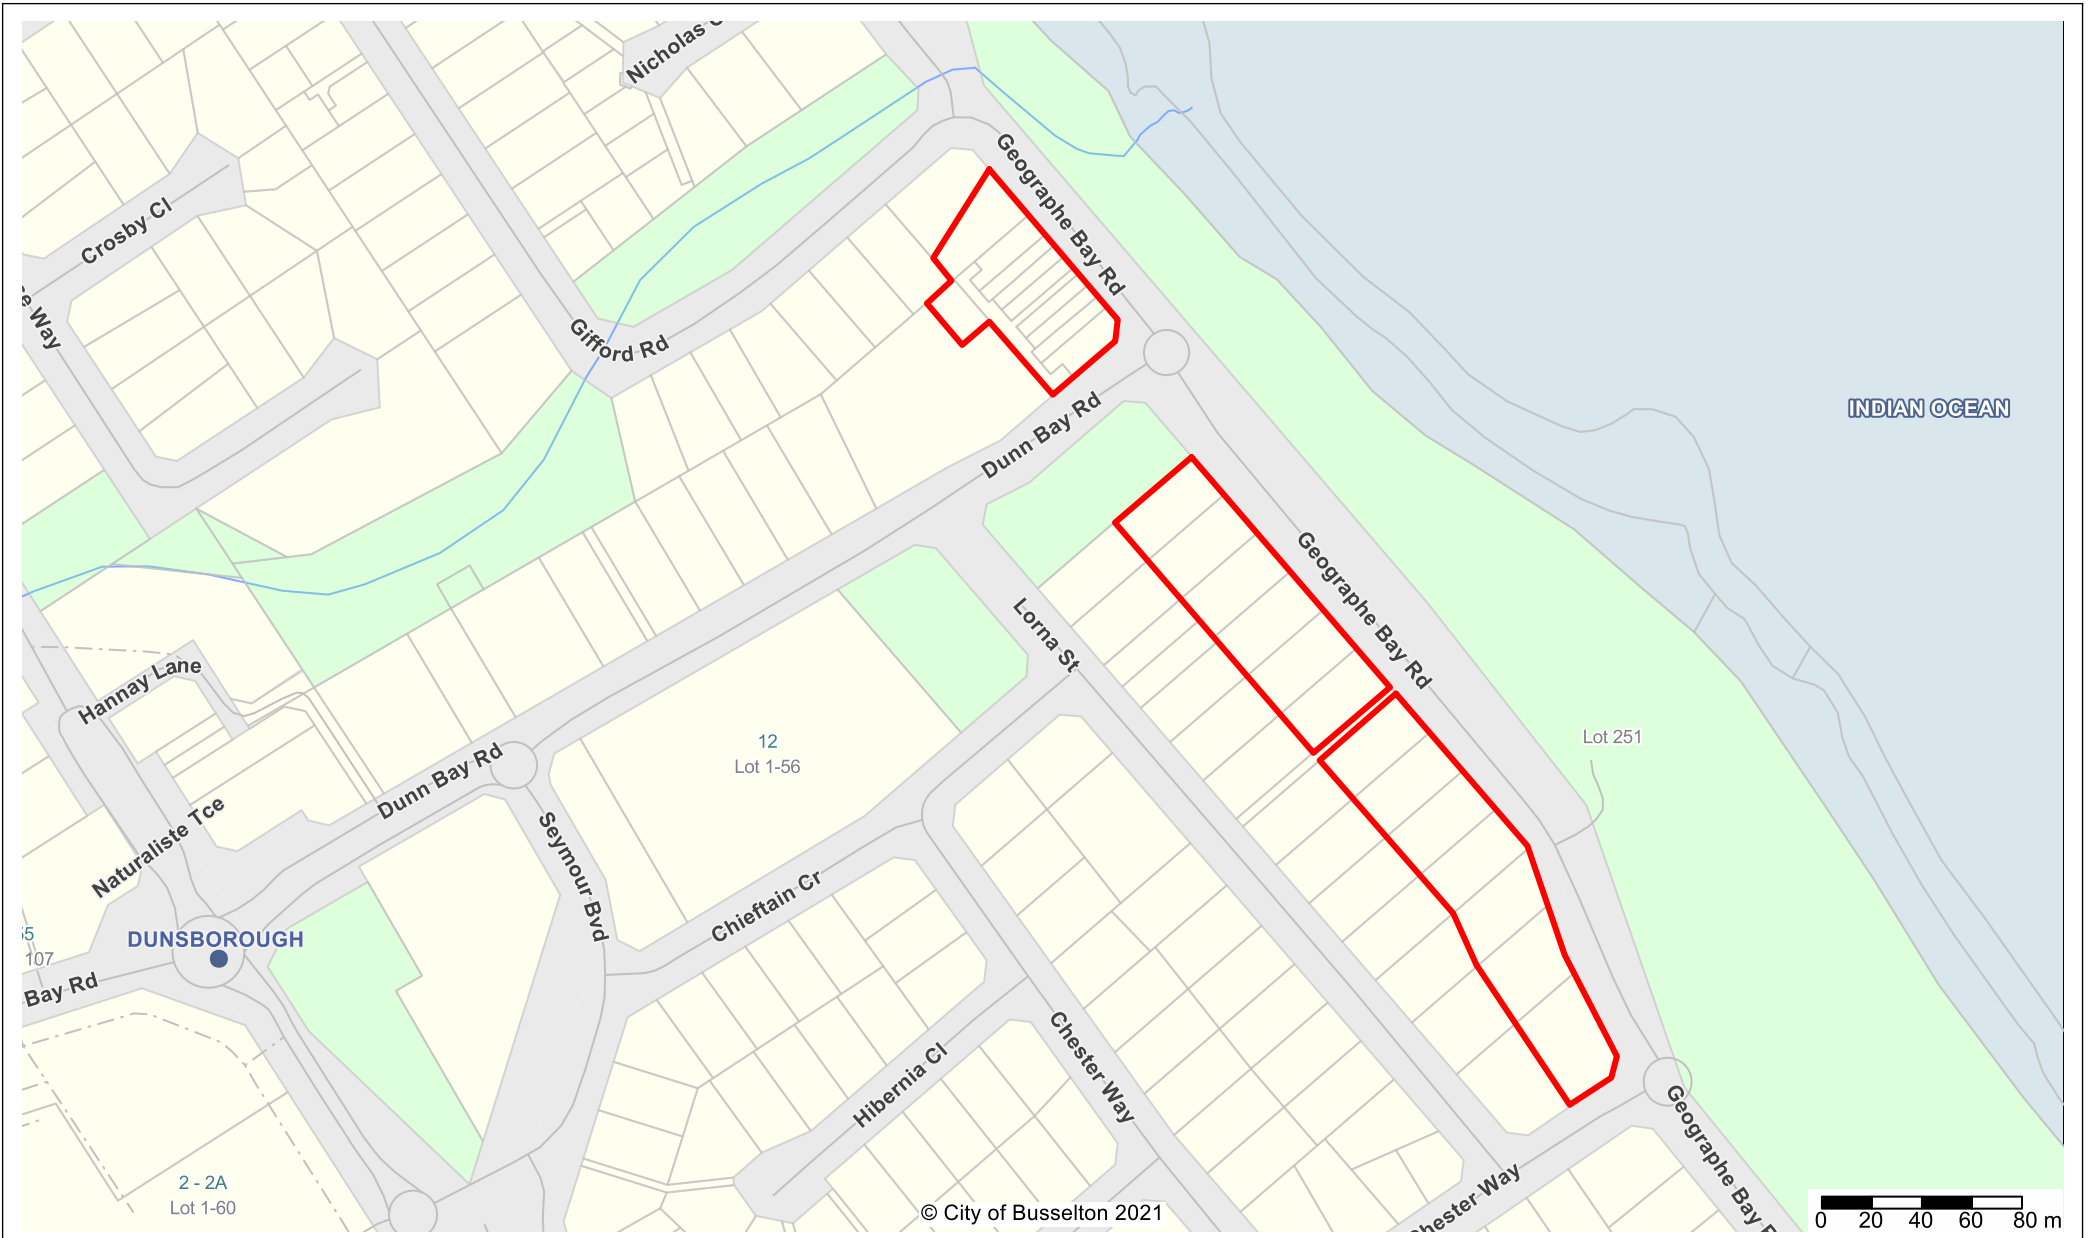 Nicholas
Geographe Bay Rd
Crosby Cl
Way
Gifford Rd
Dunn Bay Rd
INDIAN OCEAN
Geographe Bay Rd
Lorna St
Hannay Lane
12
Lot 1-56
Lot 251
Dunn Bay Rd
Naturaliste Tce
Seymour Bvd
Chieftain Cr
DUNSBOROUGH
107
Bay Rd
Hibernia Cl
Chester Way
Geographe Bay
Chester Way
2 - 2A
Lot 1-60
© City of Busselton 2021
0 20 40 60 80 m